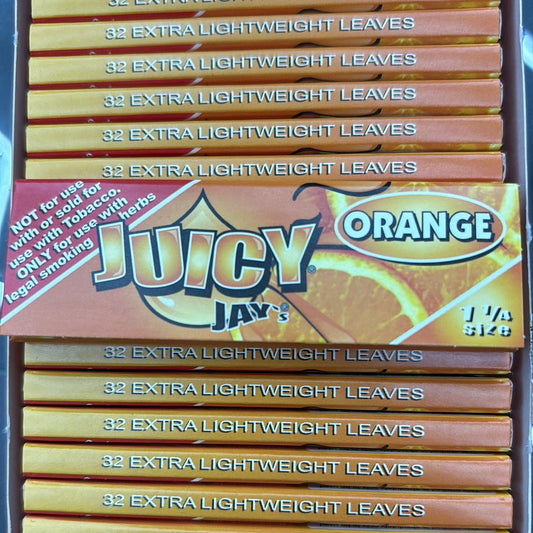 32 EXTRA LIGHTWEIGHT LEAVES
32 EXTRA LIGHTWEIGHT LEAVES
32 EXTRA LIGHTWEIGHT LEAVES
32 EXTRA LIGHTWEIGHT LEAVES
32 EXTRA LIGHTWEIGHT LEAVES
32 EXTRA LIGHTWEIGHT LEAVES
NOT for use
with or sold for
use with Tobacco.
ONLY for use with
legal smoking herbs
JUICY®
JAY's®
ORANGE
1 1/4
SIZE
32 EXTRA LIGHTWEIGHT LEAVES
32 EXTRA LIGHTWEIGHT LEAVES
32 EXTRA LIGHTWEIGHT LEAVES
32 EXTRA LIGHTWEIGHT LEAVES
32 EXTRA LIGHTWEIGHT LEAVES